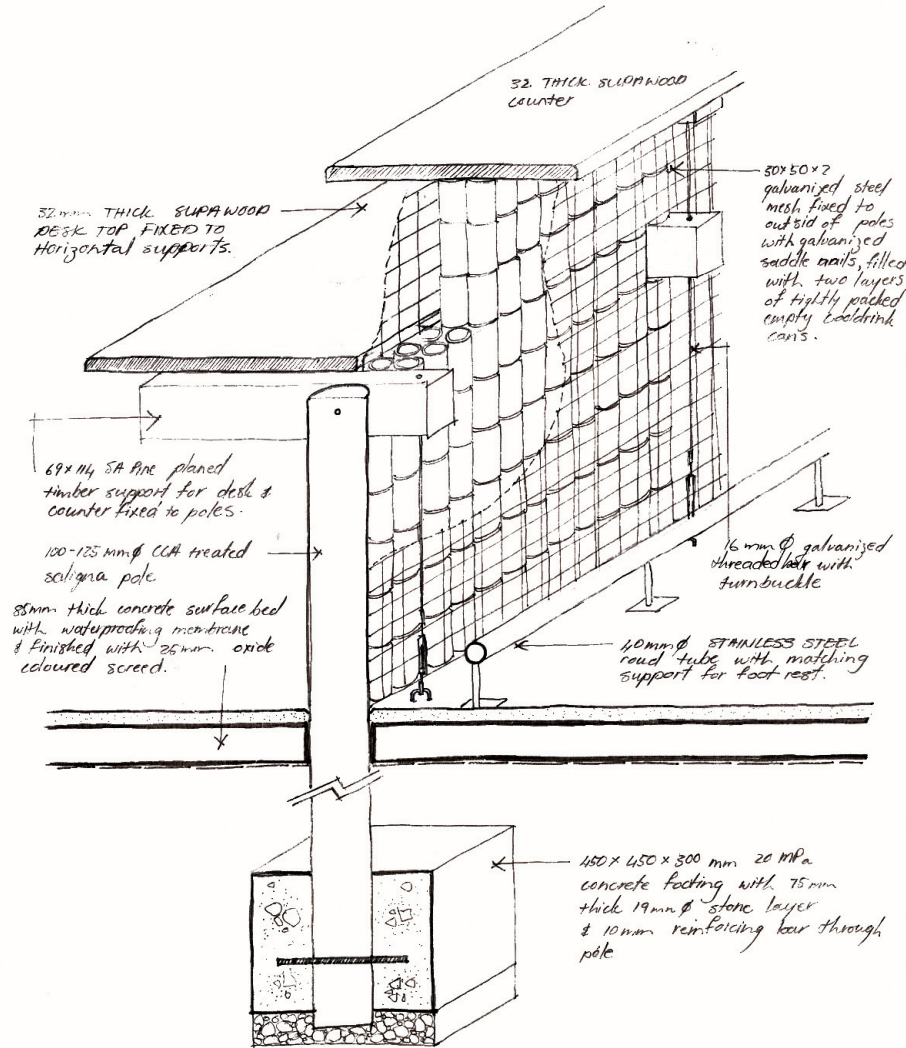 32 THICK SUPAWOOD
counter
32mm THICK SUPAWOOD
DESK TOP FIXED TO
Horizontal supports.
50x50x2
galvanized steel
mesh fixed to
outsid of poles
with galvanized
saddle nails, filled
with two layers
of tightly packed
empty cooldrink
cans.
69x114 SA Pine planed
timber support for desk &
counter fixed to poles.
100-125 mm ϕ CCA treated
saligna pole
85mm thick concrete surface bed
with waterproofing membrane
& finished with 25mm oxide
coloured screed.
16 mm ϕ galvanized
threaded bar with
turnbuckle
40mm ϕ STAINLESS STEEL
roud tube with matching
support for foot rest.
450 x 450 x 300 mm 20 MPa
concrete footing with 75mm
thick 19mm ϕ stone layer
& 10mm reinforcing bar through
pole